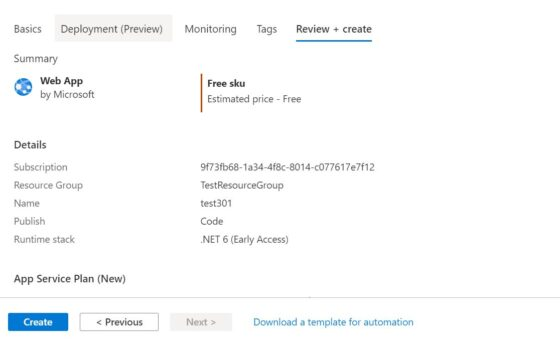 Basics Deployment (Preview) Monitoring Tags Review + create
Summary
Web App
by Microsoft
Free sku
Estimated price - Free
Details
Subscription 9f73fb68-1a34-4f8c-8014-c077617e7f12
Resource Group TestResourceGroup
Name test301
Publish Code
Runtime stack .NET 6 (Early Access)
App Service Plan (New)
Create < Previous Next > Download a template for automation